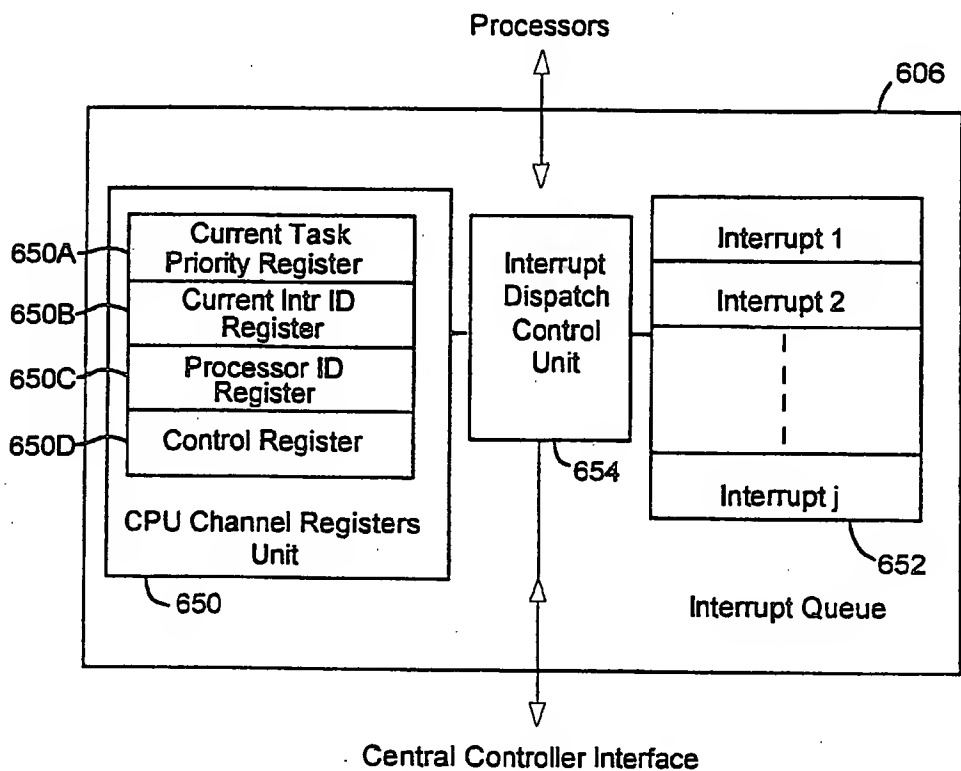 Processors
606
650A
Current Task
Priority Register
650B
Current Intr ID
Register
650C
Processor ID
Register
650D
Control Register
CPU Channel Registers
Unit
650
Interrupt
Dispatch
Control
Unit
654
Interrupt 1
Interrupt 2
Interrupt j
652
Interrupt Queue
Central Controller Interface